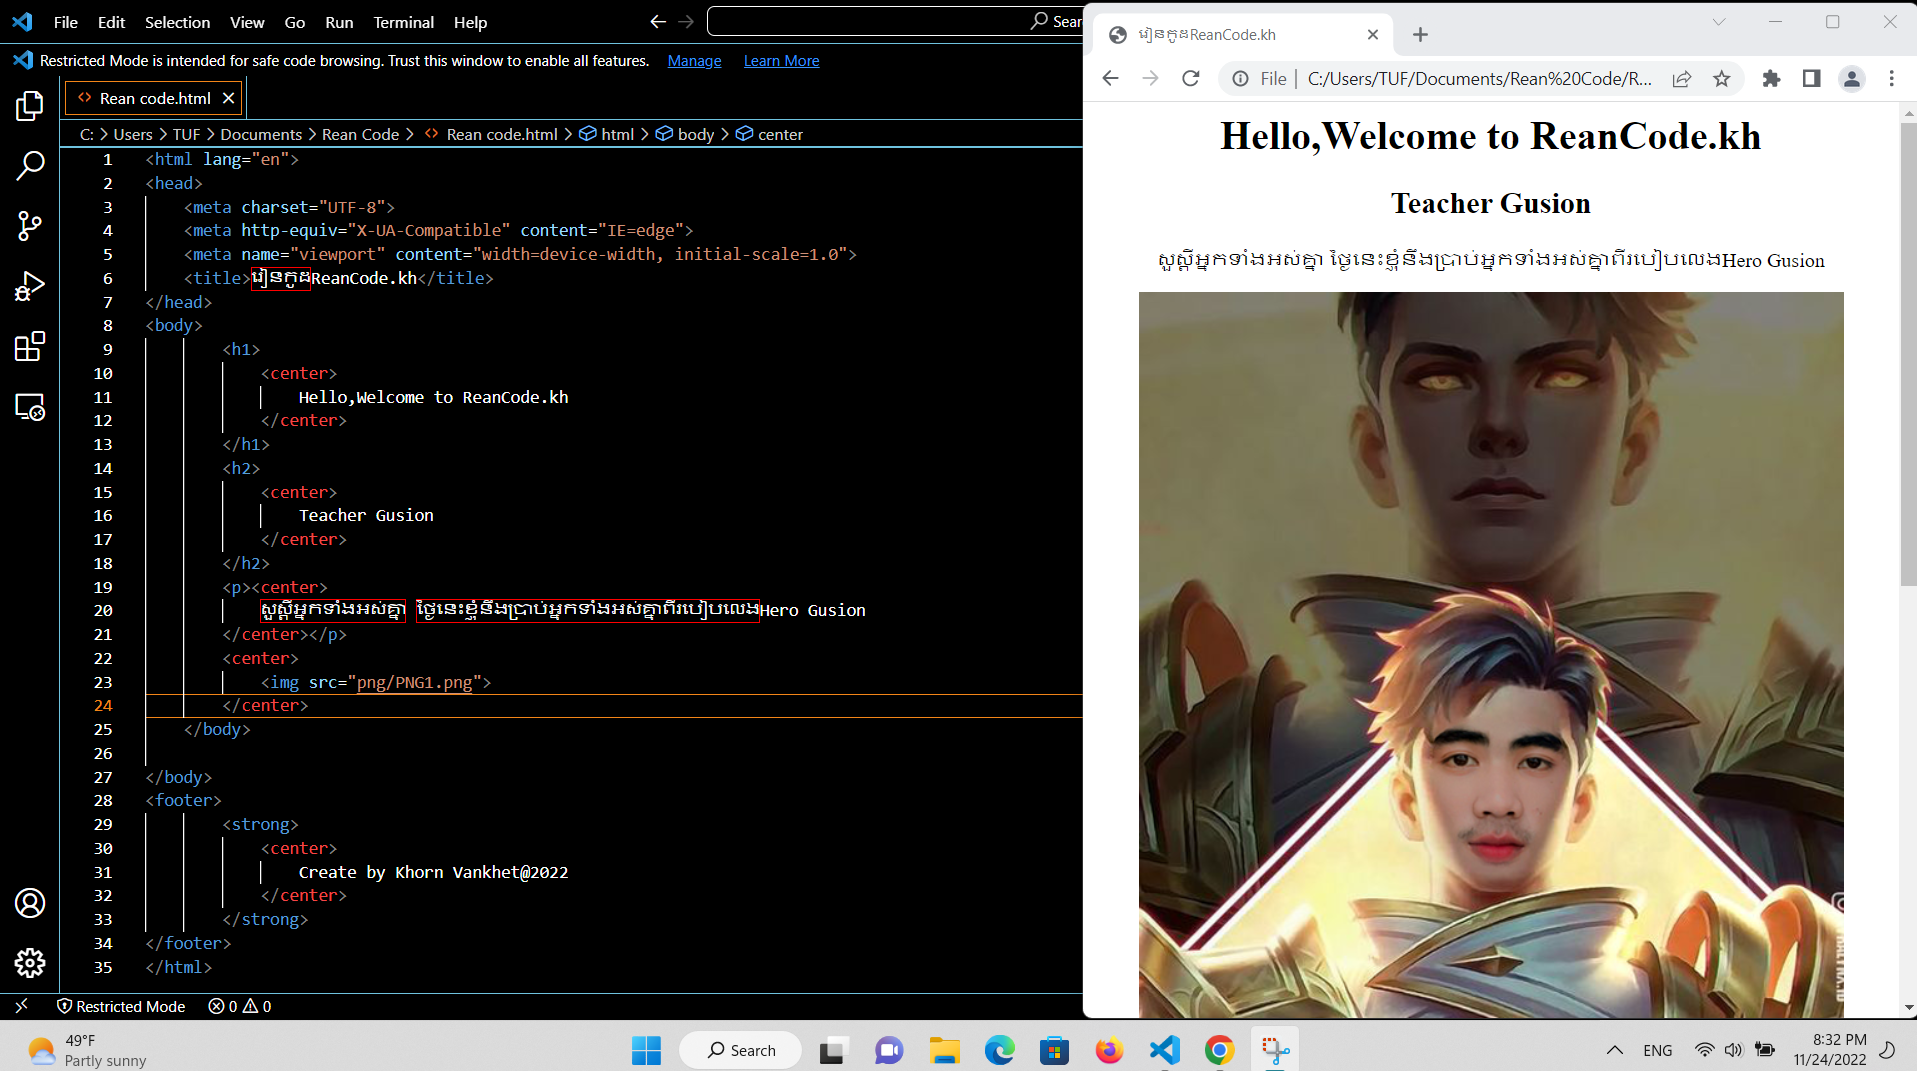 File Edit Selection View Go Run Terminal Help
Restricted Mode is intended for safe code browsing. Trust this window to enable all features. Manage Learn More
Rean code.html
C: > Users > TUF > Documents > Rean Code > Rean code.html > html > body > center
1 <html lang="en">
2 <head>
3 <meta charset="UTF-8">
4 <meta http-equiv="X-UA-Compatible" content="IE=edge">
5 <meta name="viewport" content="width=device-width, initial-scale=1.0">
6 <title>រៀនកូដReanCode.kh</title>
7 </head>
8 <body>
9 <h1>
10 <center>
11 Hello,Welcome to ReanCode.kh
12 </center>
13 </h1>
14 <h2>
15 <center>
16 Teacher Gusion
17 </center>
18 </h2>
19 <p><center>
20 សួស្តីអ្នកទាំងអស់គ្នា ថ្ងៃនេះខ្ញុំនឹងប្រាប់អ្នកទាំងអស់គ្នាពីរបៀបលេងHero Gusion
21 </center></p>
22 <center>
23 <img src="png/PNG1.png">
24 </center>
25 </body>
26
27 </body>
28 <footer>
29 <strong>
30 <center>
31 Create by Khorn Vankhet@2022
32 </center>
33 </strong>
34 </footer>
35 </html>
Restricted Mode 0 0
រៀនកូដReanCode.kh
File | C:/Users/TUF/Documents/Rean%20Code/R...
Hello,Welcome to ReanCode.kh
Teacher Gusion
សួស្តីអ្នកទាំងអស់គ្នា ថ្ងៃនេះខ្ញុំនឹងប្រាប់អ្នកទាំងអស់គ្នាពីរបៀបលេងHero Gusion
49°F
Partly sunny
Search
ENG
8:32 PM
11/24/2022